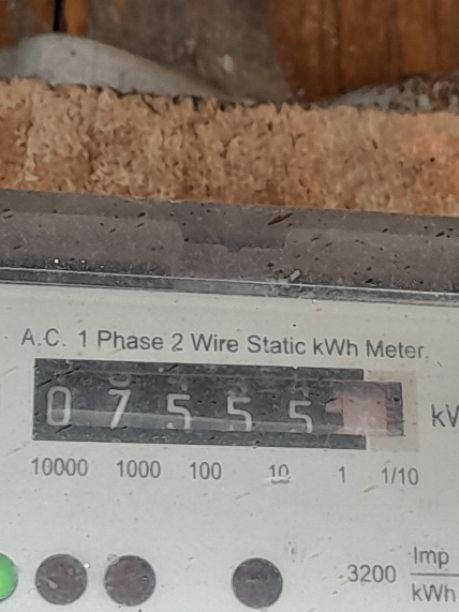 A.C. 1 Phase 2 Wire Static kWh Meter.
0 7 5 5 5
10000 1000 100 10 1 1/10
3200 Imp
kWh